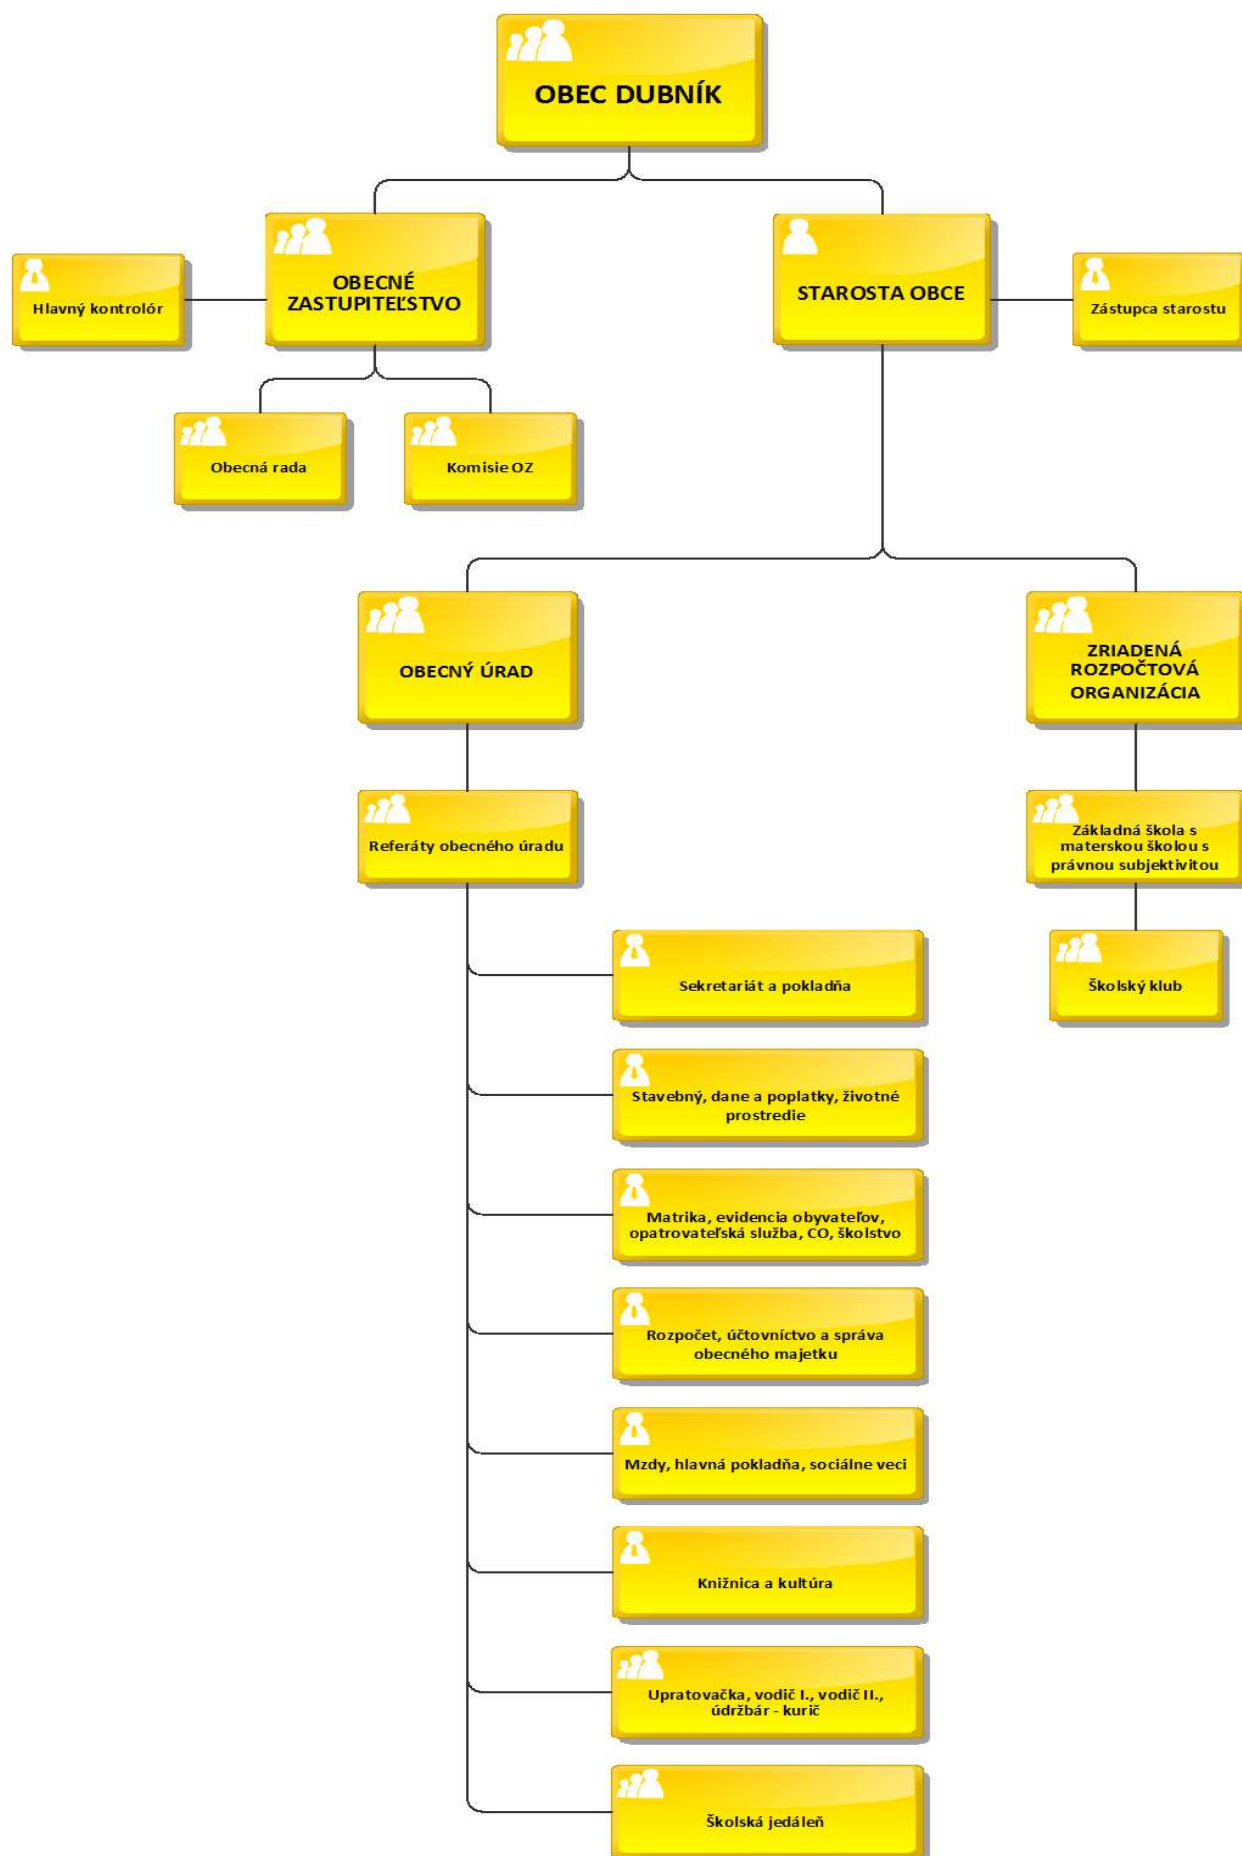 OBEC DUBNÍK
OBECNÉ
ZASTUPITEĽSTVO
STAROSTA OBCE
Hlavný kontrolór
Zástupca starostu
Obecná rada
Komisie OZ
OBECNÝ ÚRAD
ZRIADENÁ
ROZPOČTOVÁ
ORGANIZÁCIA
Referáty obecného úradu
Základná škola s
materskou školou s
právnou subjektivitou
Školský klub
Sekretariát a pokladňa
Stavebný, dane a poplatky, životné
prostredie
Matrika, evidencia obyvateľov,
opatrovateľská služba, CO, školstvo
Rozpočet, účtovníctvo a správa
obecného majetku
Mzdy, hlavná pokladňa, sociálne veci
Knižnica a kultúra
Upratovačka, vodič I., vodič II.,
údržbár - kurič
Školská jedáleň